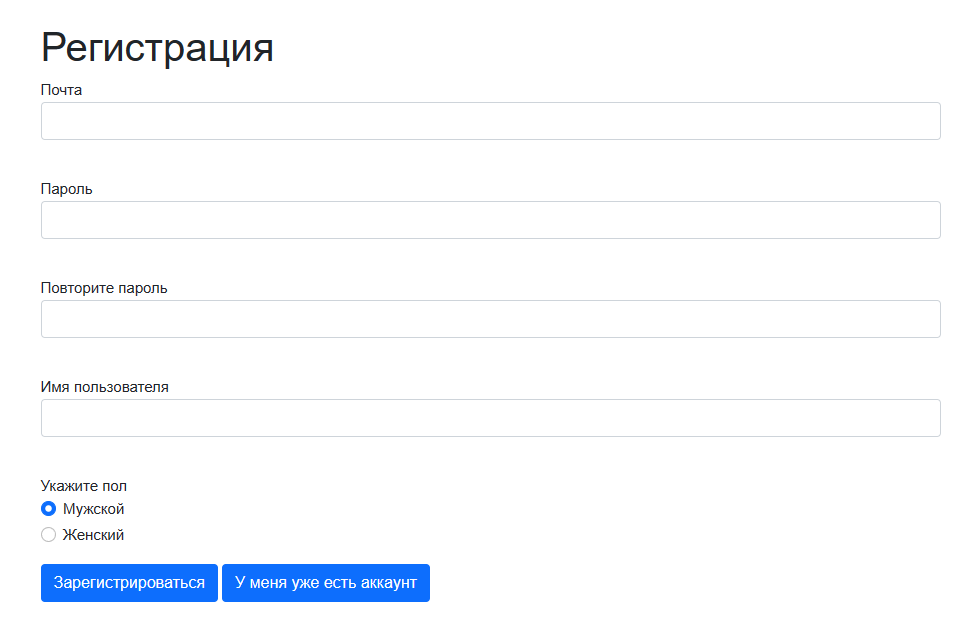 Регистрация
Почта
Пароль
Повторите пароль
Имя пользователя
Укажите пол
Мужской
Женский
Зарегистрироваться У меня уже есть аккаунт